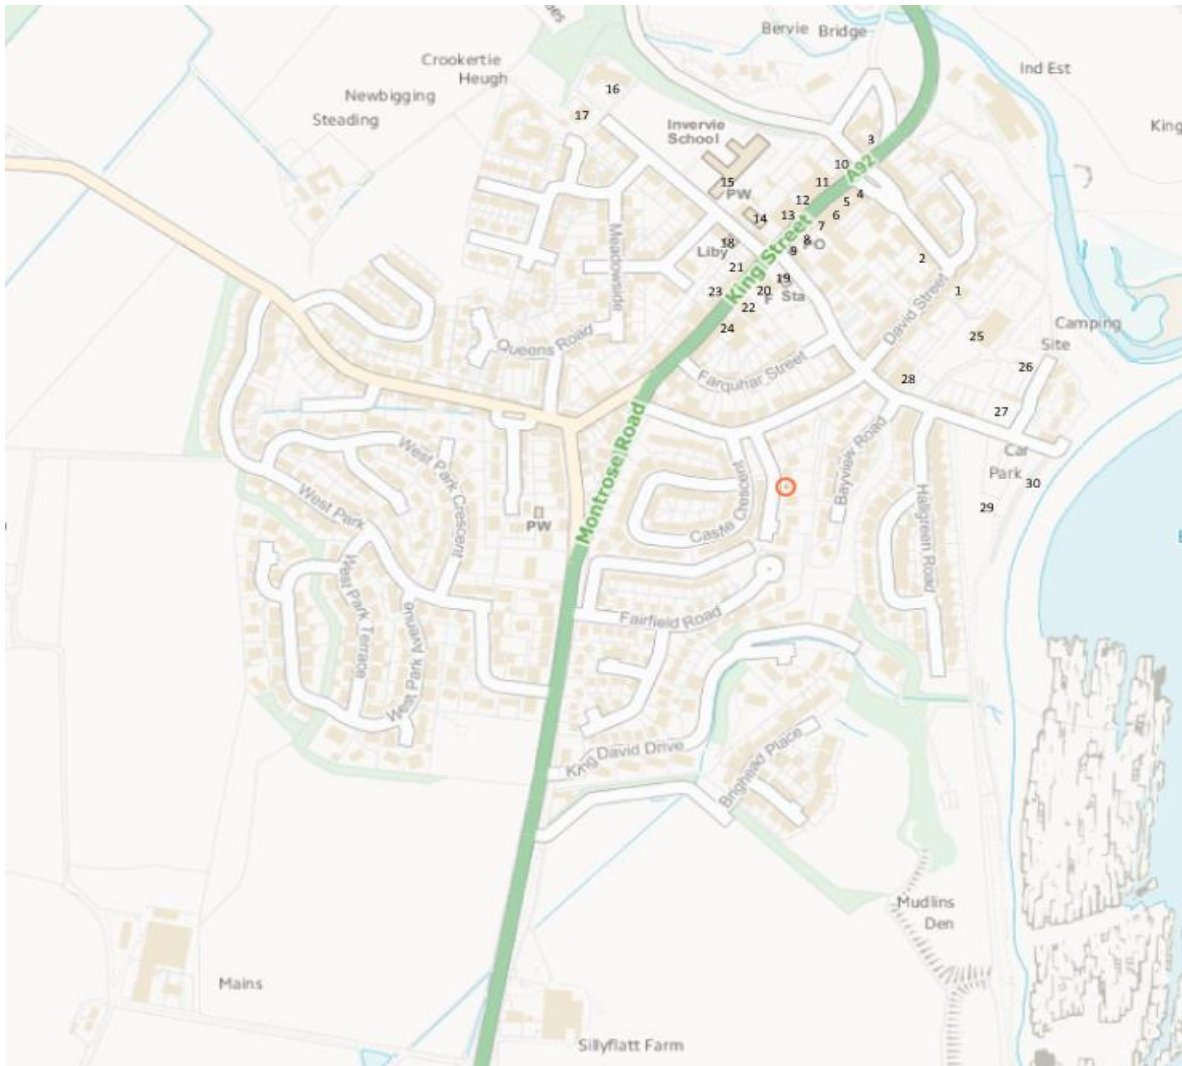 Bervie Bridge
Crookertie
Heugh
Ind Est
Newbigging
Steading
16
17
Invervie
School
King
3
10
A92
15
PW
11
12
4
5
13
6
14
7
PO
8
9
18
Liby
King Street
21
19
Sta
20
F
23
22
24
2
1
David Street
25
Camping
Site
26
Meadowside
Queens Road
Farquhar Street
28
27
Car
Park
30
29
Montrose Road
West Park Crescent
West Park
PW
Castle Crescent
Bayview Road
Hallgreen Road
West Park Terrace
West Park Avenue
Fairfield Road
King David Drive
Brighead Place
Mudlins
Den
Mains
Sillyflatt Farm